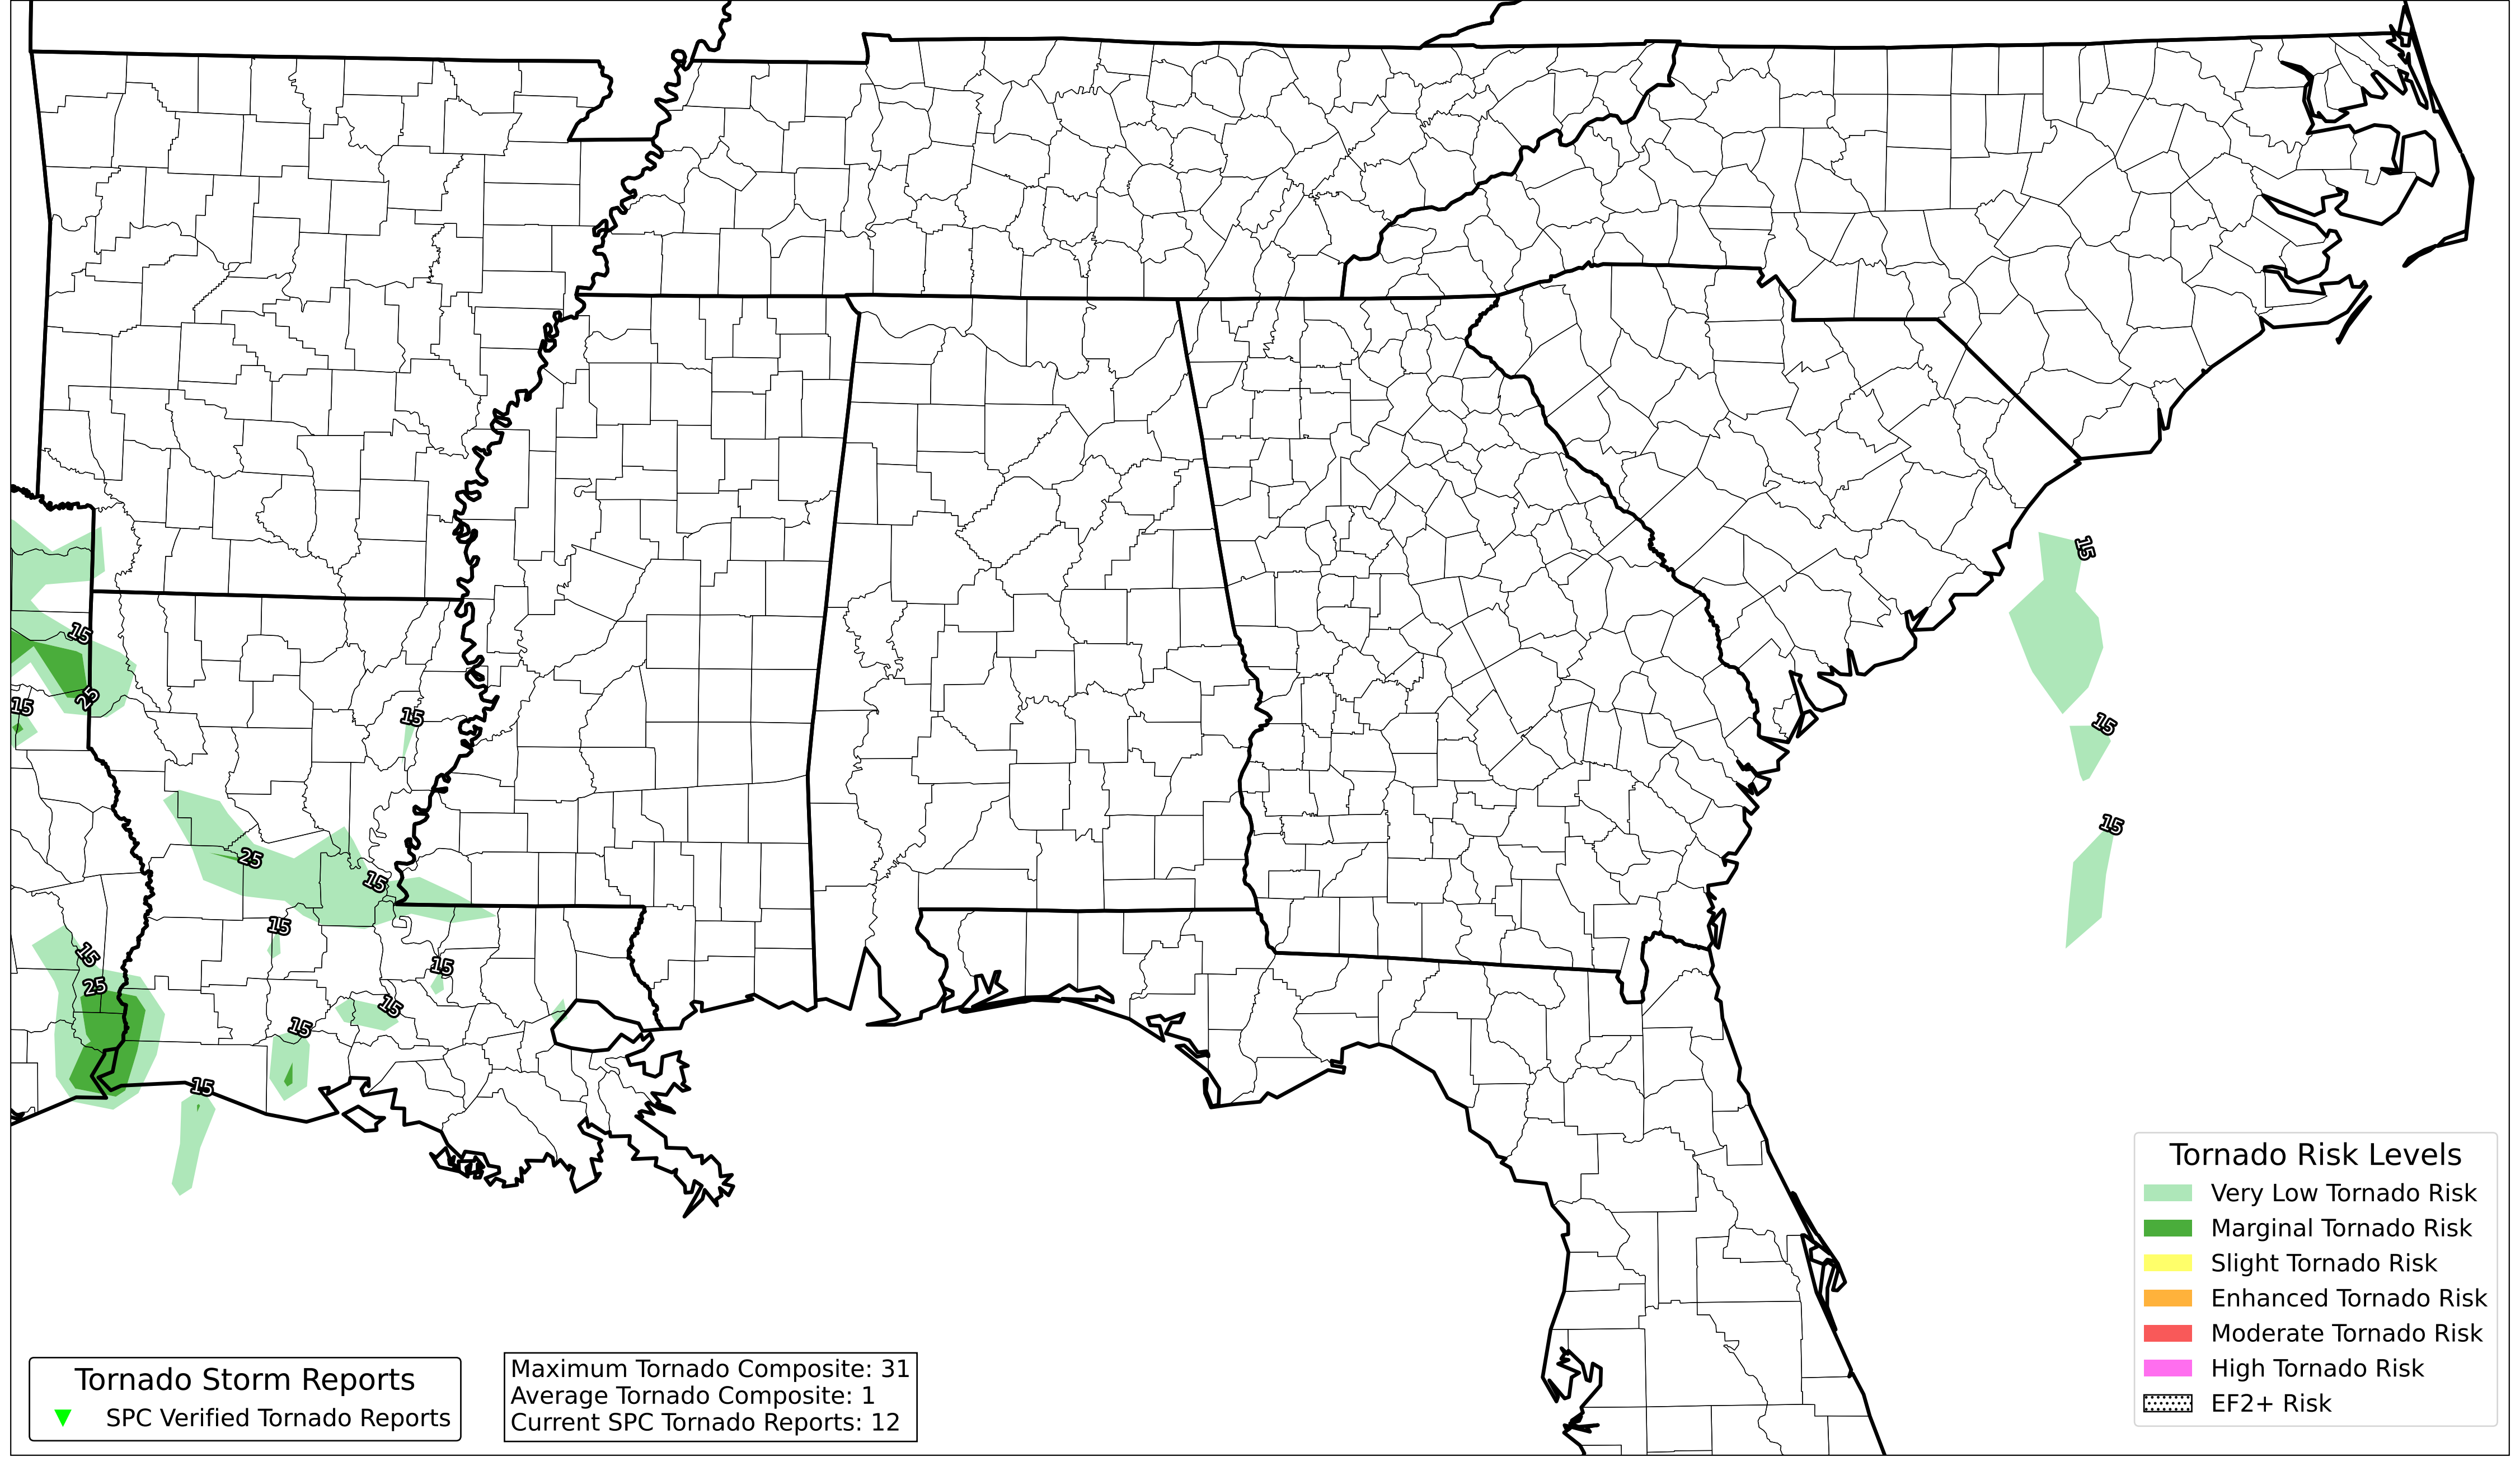 15
15
25
15
15
15
25
15
15
15
15
25
15
15
15
15
Tornado Risk Levels
Very Low Tornado Risk
Marginal Tornado Risk
Slight Tornado Risk
Enhanced Tornado Risk
Moderate Tornado Risk
High Tornado Risk
EF2+ Risk
Tornado Storm Reports
SPC Verified Tornado Reports
Maximum Tornado Composite: 31
Average Tornado Composite: 1
Current SPC Tornado Reports: 12